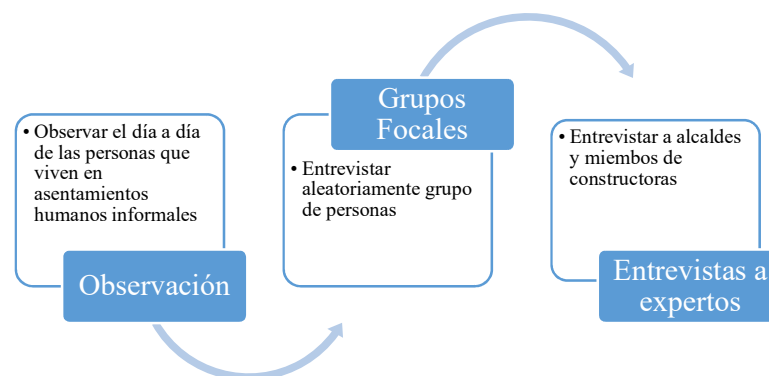 • Observar el día a día
de las personas que
viven en
asentamientos
humanos informales
Observación
Grupos
Focales
• Entrevistar
aleatoriamente grupo
de personas
• Entrevistar a alcaldes
y miembos de
constructoras
Entrevistas a
expertos